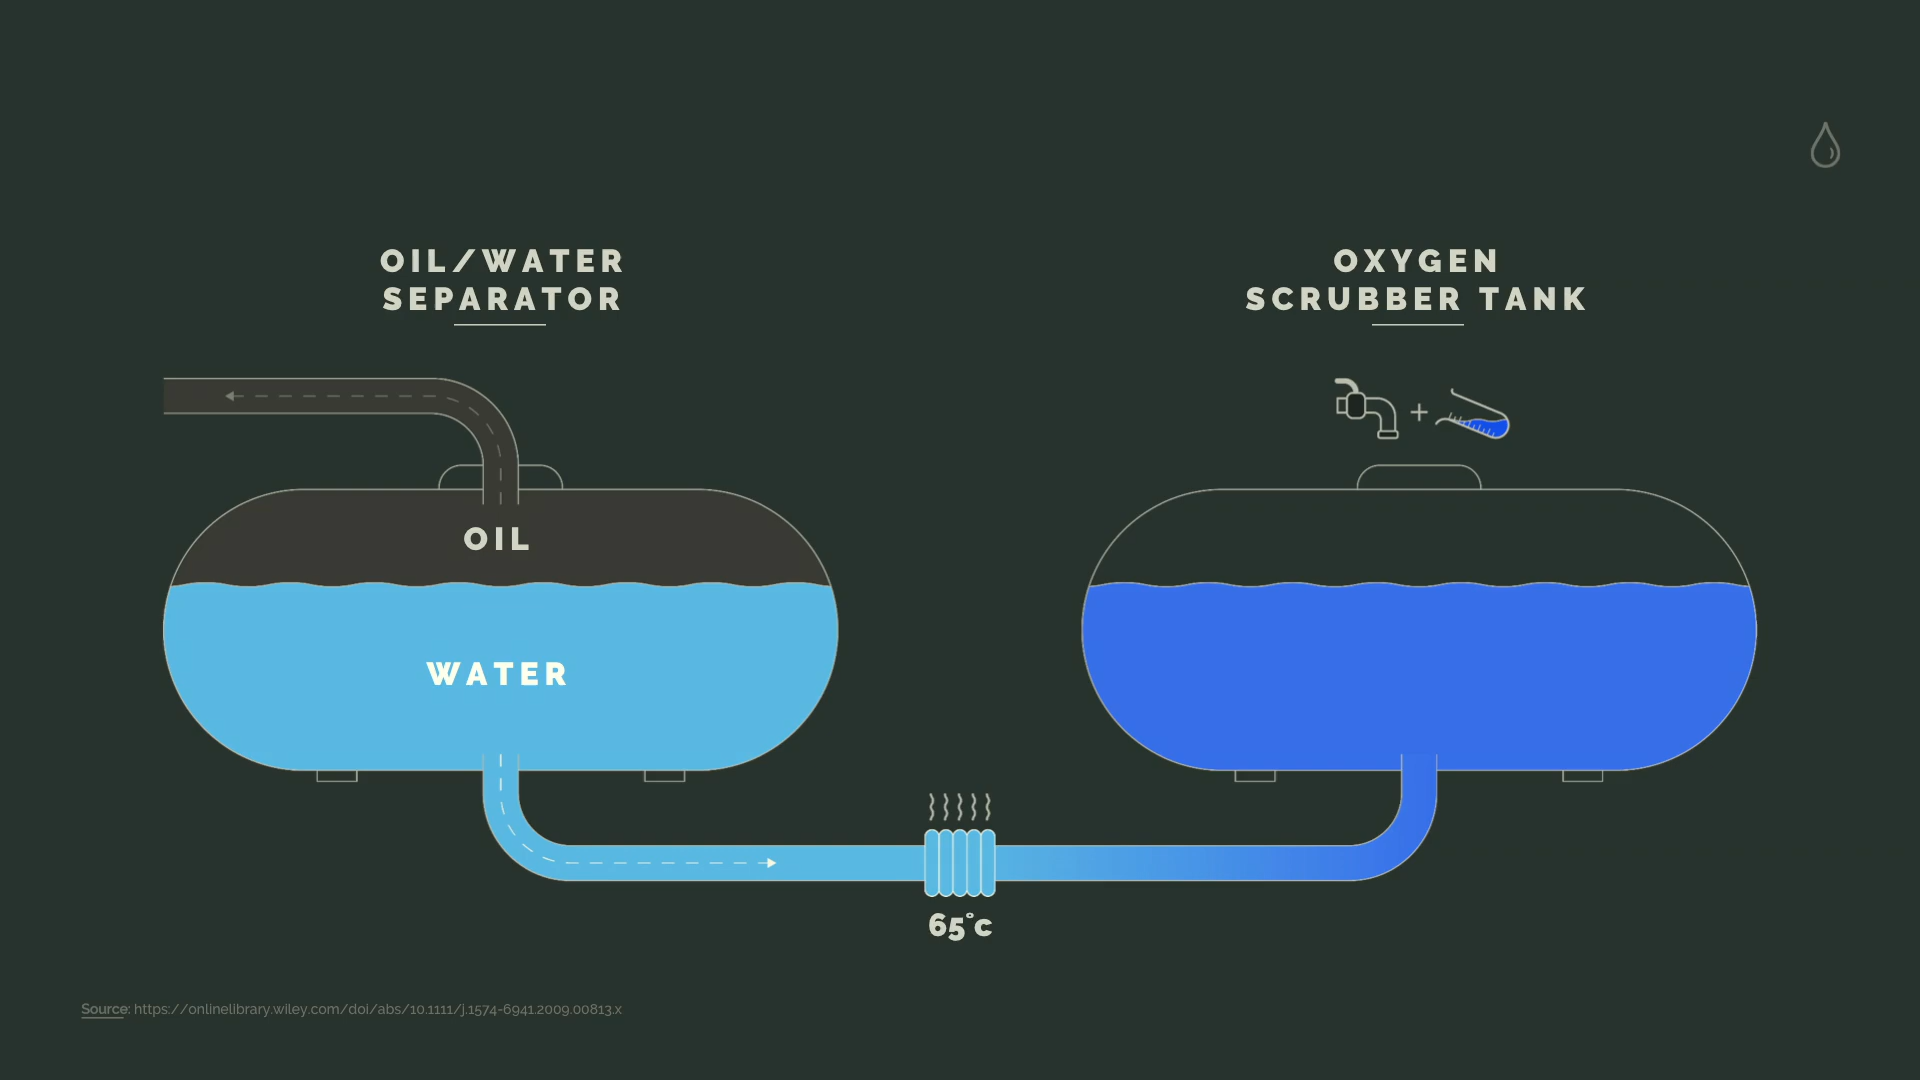 OIL/WATER
SEPARATOR
OXYGEN
SCRUBBER TANK
OIL
WATER
65°c
Source: https://onlinelibrary.wiley.com/doi/abs/10.1111/j.1574-6941.2009.00813.x